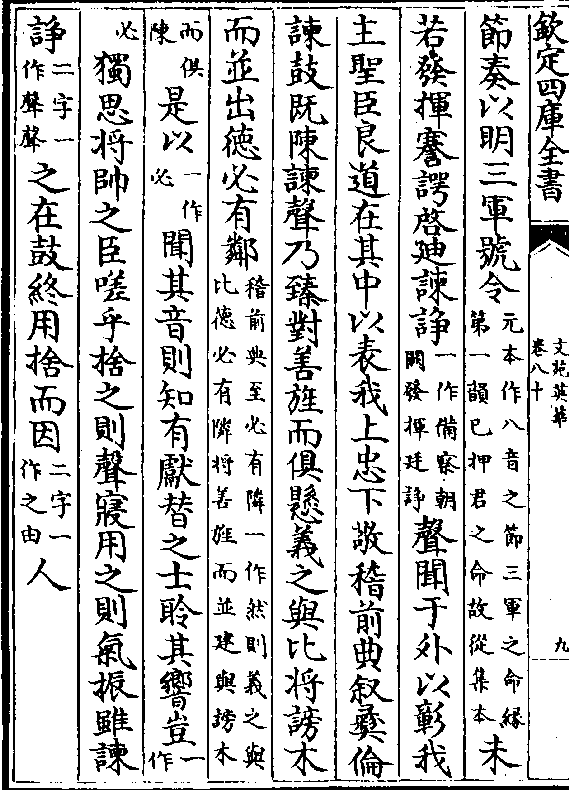 欽定四庫全書
文苑英華
卷八十
九
節奏以明三軍號令元本作八音之節三軍之命緣第一韻已押君之命故從集本未
若發揮謇諤啓廸諫諍一作備察朝闕發揮廷諍聲聞于外以彰我
主聖臣良道在其中以表我上忠下敬稽前典叙彞倫
諫鼓既陳諫聲乃臻對善旌而俱懸義之與比将謗木
而並出徳必有鄰稽前典至必有隣一作然則義之與比徳必有隣将善旌而並建與謗木
而俱陳是以一作必聞其音則知有獻替之士聆其響豈一作
必獨思将帥之臣嗟乎捨之則聲寢用之則氣振雖諫
諍二字一作聲聲之在鼓終用捨而因二字一作之由人